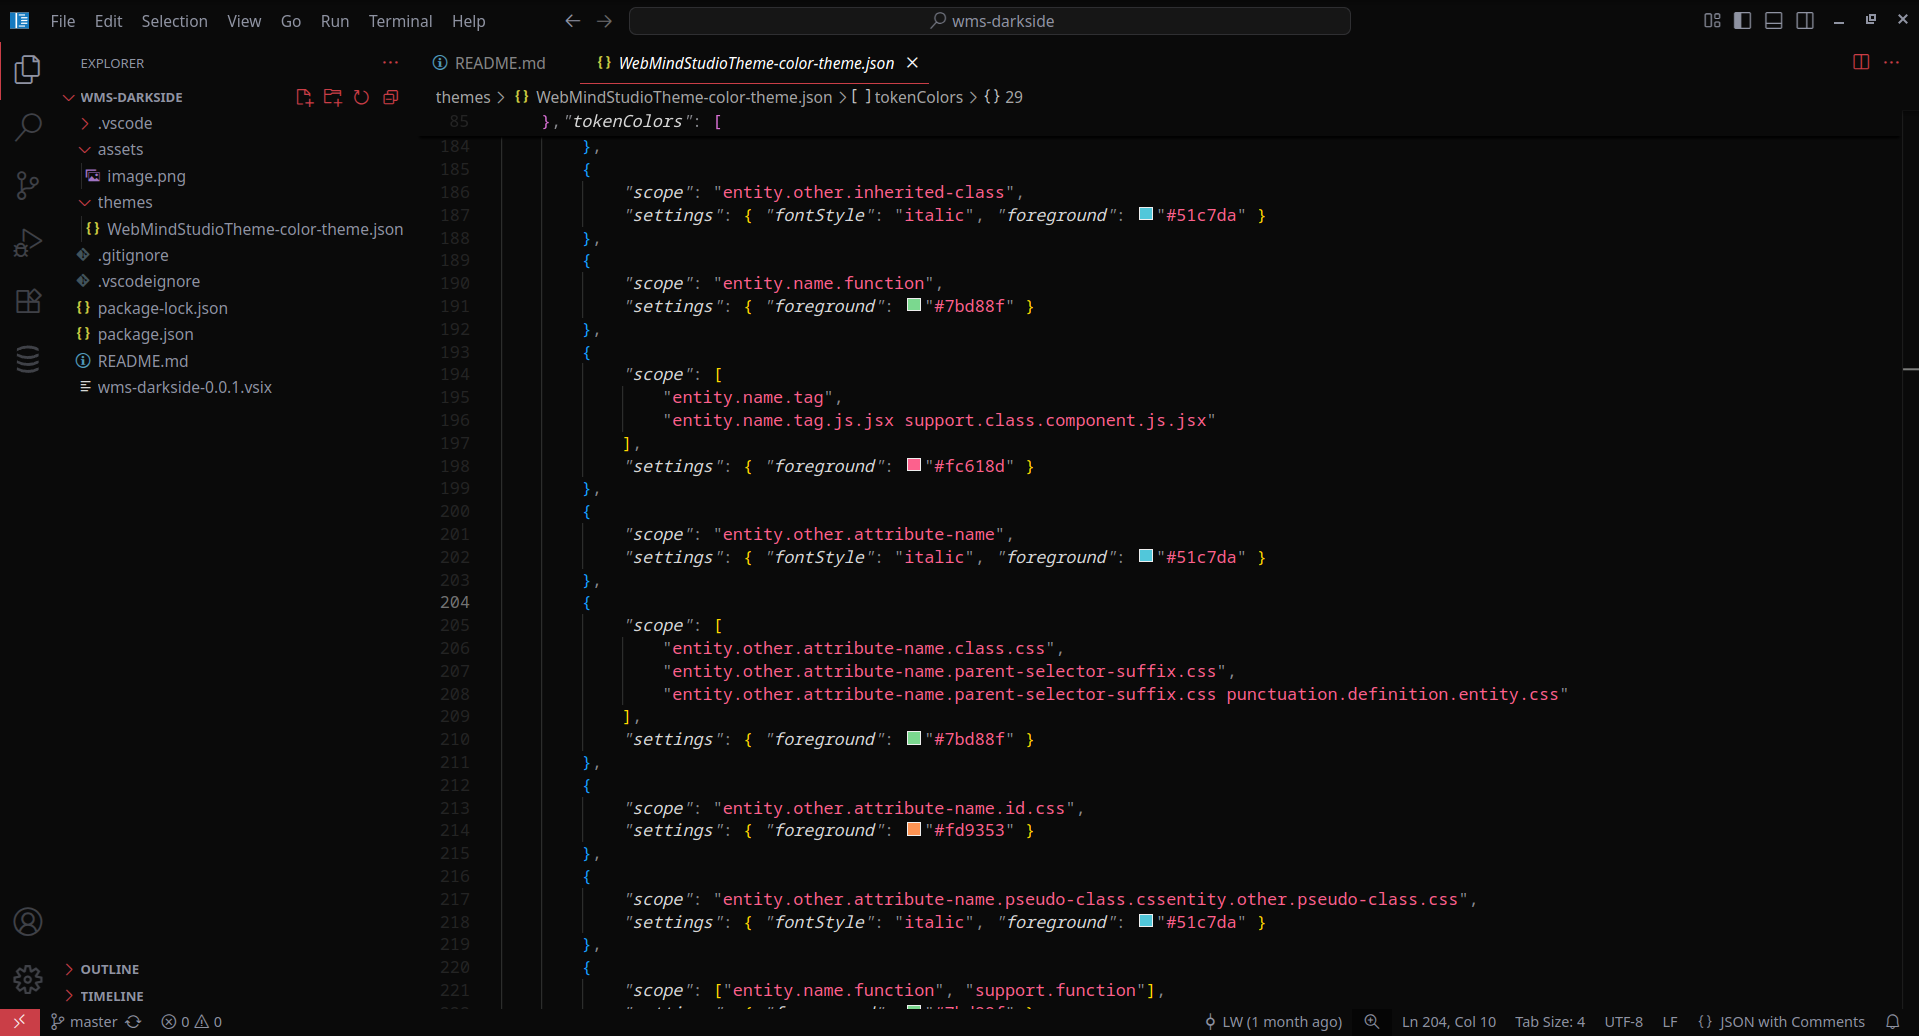 File Edit Selection View Go Run Terminal Help
wms-darkside
EXPLORER
WMS-DARKSIDE
.vscode
assets
image.png
themes
WebMindStudioTheme-color-theme.json
.gitignore
.vscodeignore
package-lock.json
package.json
README.md
wms-darkside-0.0.1.vsix
OUTLINE
TIMELINE
README.md
WebMindStudioTheme-color-theme.json
themes > {} WebMindStudioTheme-color-theme.json > [ ] tokenColors > {} 29
85 },"tokenColors": [
184 },
185 {
186 "scope": "entity.other.inherited-class",
187 "settings": { "fontStyle": "italic", "foreground": "#51c7da" }
188 },
189 {
190 "scope": "entity.name.function",
191 "settings": { "foreground": "#7bd88f" }
192 },
193 {
194 "scope": [
195 "entity.name.tag",
196 "entity.name.tag.js.jsx support.class.component.js.jsx"
197 ],
198 "settings": { "foreground": "#fc618d" }
199 },
200 {
201 "scope": "entity.other.attribute-name",
202 "settings": { "fontStyle": "italic", "foreground": "#51c7da" }
203 },
204 {
205 "scope": [
206 "entity.other.attribute-name.class.css",
207 "entity.other.attribute-name.parent-selector-suffix.css",
208 "entity.other.attribute-name.parent-selector-suffix.css punctuation.definition.entity.css"
209 ],
210 "settings": { "foreground": "#7bd88f" }
211 },
212 {
213 "scope": "entity.other.attribute-name.id.css",
214 "settings": { "foreground": "#fd9353" }
215 },
216 {
217 "scope": "entity.other.attribute-name.pseudo-class.cssentity.other.pseudo-class.css",
218 "settings": { "fontStyle": "italic", "foreground": "#51c7da" }
219 },
220 {
221 "scope": ["entity.name.function", "support.function"],
master 0 0 LW (1 month ago) Ln 204, Col 10 Tab Size: 4 UTF-8 LF {} JSON with Comments